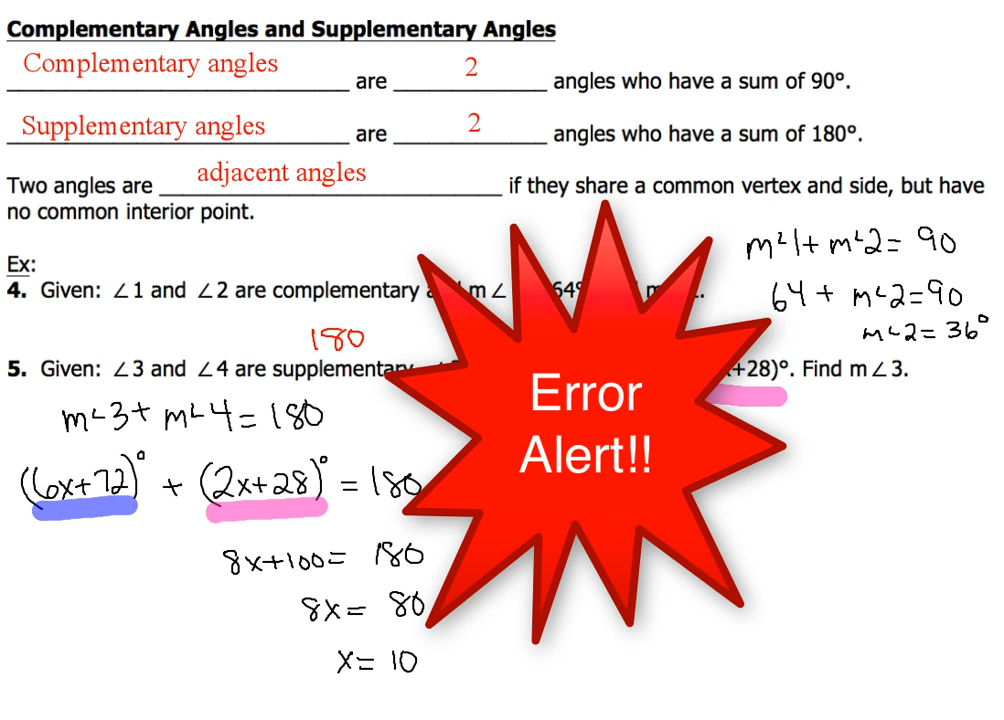 Complementary Angles and Supplementary Angles
Complementary angles are 2 angles who have a sum of 90º.
Supplementary angles are 2 angles who have a sum of 180º.
Two angles are adjacent angles if they share a common vertex and side, but have
no common interior point.
m∠1 + m∠2 = 90
Ex:
4. Given: ∠1 and ∠2 are complementary m∠ 64º
64 + m∠2 = 90
m∠2 = 36º
180
5. Given: ∠3 and ∠4 are supplementary +28)º. Find m∠3.
m∠3 + m∠4 = 180
Error
Alert!!
(6x+72)º + (2x+28)º = 180
8x+100 = 180
8x = 80
x = 10